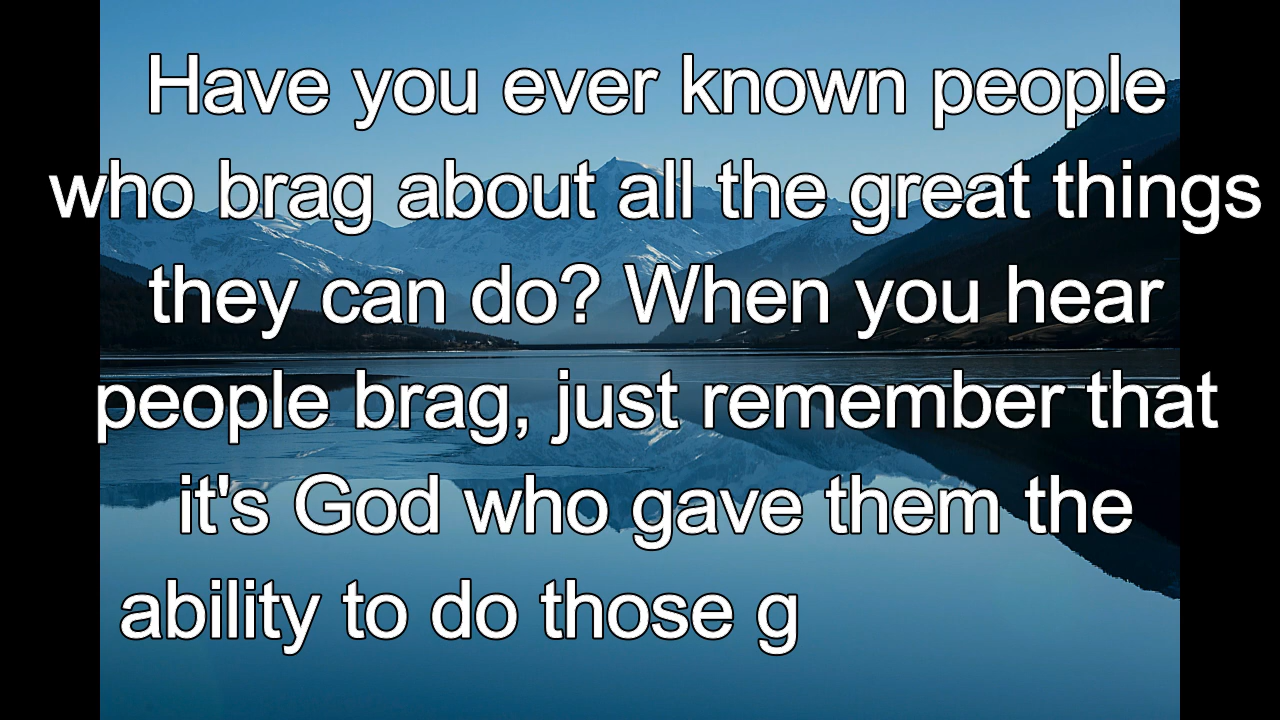 Have you ever known people
who brag about all the great things
they can do? When you hear
people brag, just remember that
it's God who gave them the
ability to do those g